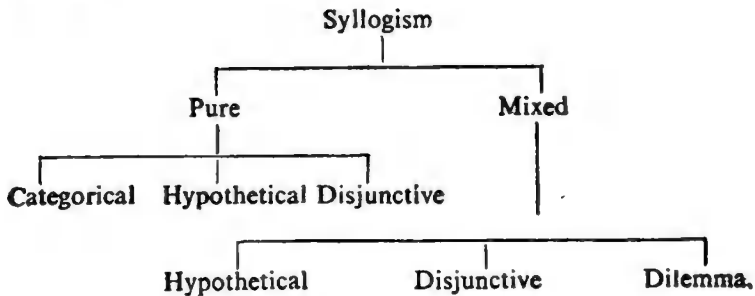 Syllogism
Pure Mixed
Categorical Hypothetical Disjunctive
Hypothetical Disjunctive Dilemma.